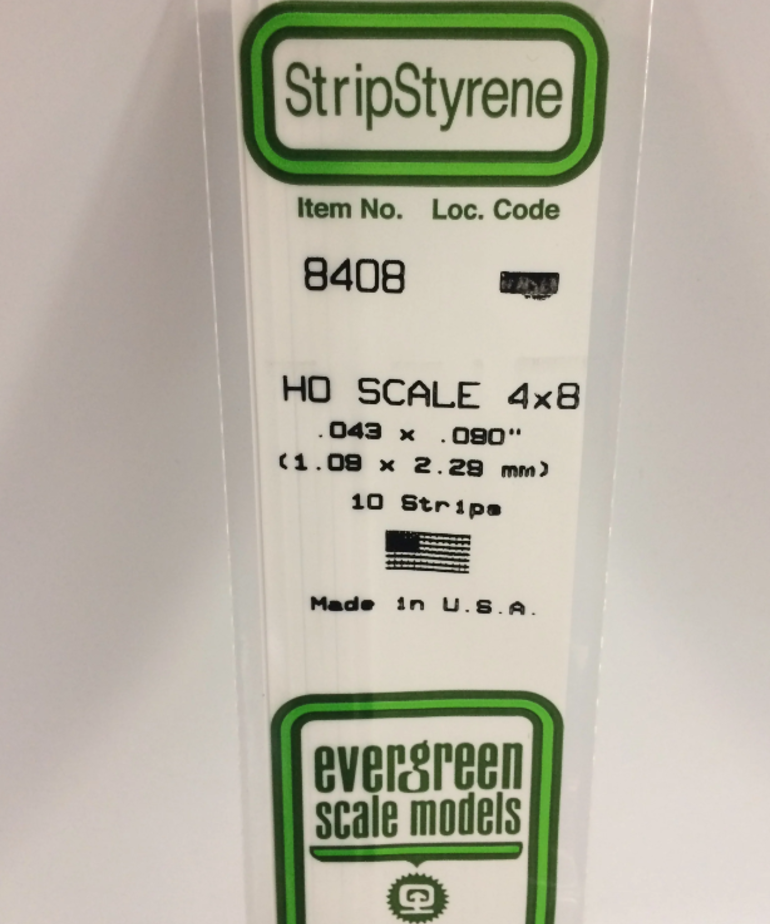 StripStyrene
Item No. Loc. Code
8408
HO SCALE 4x8
.043 x .090"
(1.09 x 2.29 mm)
10 Strips
Made in U.S.A.
evergreen
scale models